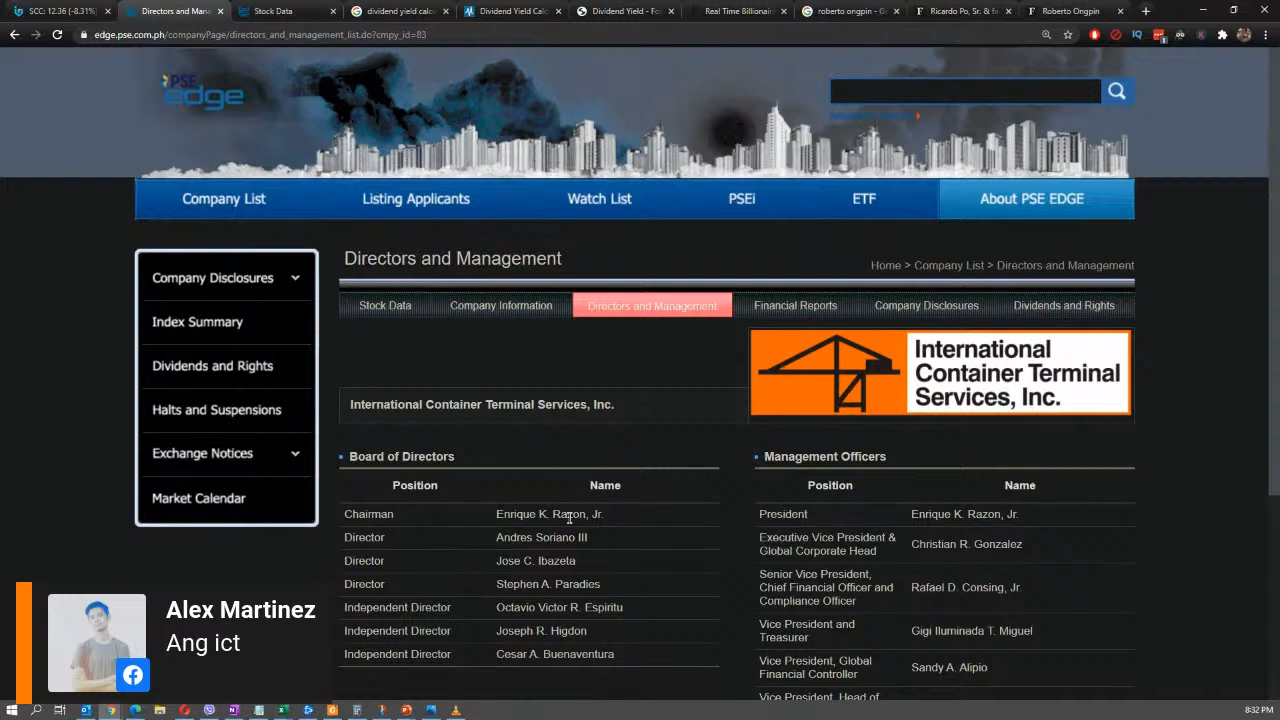 SCC: 12.36 (-8.31%)
Directors and Mana
Stock Data
dividend yield calcu
Dividend Yield Calc
Dividend Yield - Fo
Real Time Billionair
roberto ongpin - G
Ricardo Po, Sr. & f
Roberto Ongpin
edge.pse.com.ph/companyPage/directors_and_management_list.do?cmpy_id=83
PSE
edge
Company List
Listing Applicants
Watch List
PSEi
ETF
About PSE EDGE
Company Disclosures
Index Summary
Dividends and Rights
Halts and Suspensions
Exchange Notices
Market Calendar
Directors and Management
Home > Company List > Directors and Management
Stock Data
Company Information
Directors and Management
Financial Reports
Company Disclosures
Dividends and Rights
International Container Terminal Services, Inc.
International
Container Terminal
Services, Inc.
Board of Directors
Position Name
Chairman Enrique K. Razon, Jr.
Director Andres Soriano III
Director Jose C. Ibazeta
Director Stephen A. Paradies
Independent Director Octavio Victor R. Espiritu
Independent Director Joseph R. Higdon
Independent Director Cesar A. Buenaventura
Management Officers
Position Name
President Enrique K. Razon, Jr.
Executive Vice President &
Global Corporate Head Christian R. Gonzalez
Senior Vice President,
Chief Financial Officer and
Compliance Officer Rafael D. Consing, Jr.
Vice President and
Treasurer Gigi Iluminada T. Miguel
Vice President, Global
Financial Controller Sandy A. Alipio
Vice President, Head of
Alex Martinez
Ang ict
8:32 PM